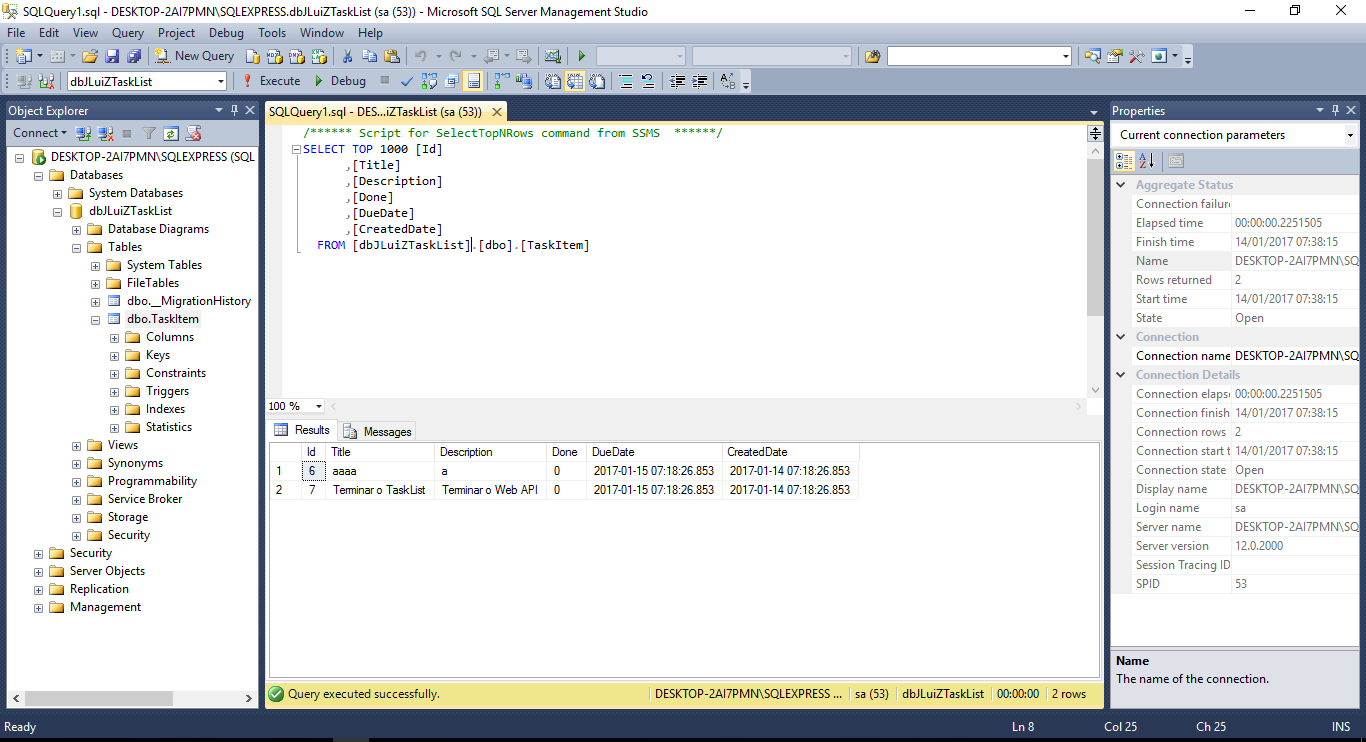 SQLQuery1.sql - DESKTOP-2AI7PMN\SQLEXPRESS.dbJLuiZTaskList (sa (53)) - Microsoft SQL Server Management Studio
File Edit View Query Project Debug Tools Window Help
New Query
dbJLuiZTaskList Execute Debug
Object Explorer
Connect
DESKTOP-2AI7PMN\SQLEXPRESS (SQL
Databases
System Databases
dbJLuiZTaskList
Database Diagrams
Tables
System Tables
FileTables
dbo.__MigrationHistory
dbo.TaskItem
Columns
Keys
Constraints
Triggers
Indexes
Statistics
Views
Synonyms
Programmability
Service Broker
Storage
Security
Security
Server Objects
Replication
Management
SQLQuery1.sql - DES...iZTaskList (sa (53))
/****** Script for SelectTopNRows command from SSMS ******/
SELECT TOP 1000 [Id]
,[Title]
,[Description]
,[Done]
,[DueDate]
,[CreatedDate]
FROM [dbJLuiZTaskList].[dbo].[TaskItem]
100 %
Results Messages
Id Title Description Done DueDate CreatedDate
1 6 aaaa a 0 2017-01-15 07:18:26.853 2017-01-14 07:18:26.853
2 7 Terminar o TaskList Terminar o Web API 0 2017-01-15 07:18:26.853 2017-01-14 07:18:26.853
Query executed successfully. DESKTOP-2AI7PMN\SQLEXPRESS ... sa (53) dbJLuiZTaskList 00:00:00 2 rows
Properties
Current connection parameters
Aggregate Status
Connection failure
Elapsed time 00:00:00.2251505
Finish time 14/01/2017 07:38:15
Name DESKTOP-2AI7PMN\SQ
Rows returned 2
Start time 14/01/2017 07:38:15
State Open
Connection
Connection name DESKTOP-2AI7PMN\SQ
Connection Details
Connection elaps 00:00:00.2251505
Connection finish 14/01/2017 07:38:15
Connection rows 2
Connection start t 14/01/2017 07:38:15
Connection state Open
Display name DESKTOP-2AI7PMN\SQ
Login name sa
Server name DESKTOP-2AI7PMN\SQ
Server version 12.0.2000
Session Tracing ID
SPID 53
Name
The name of the connection.
Ready Ln 8 Col 25 Ch 25 INS